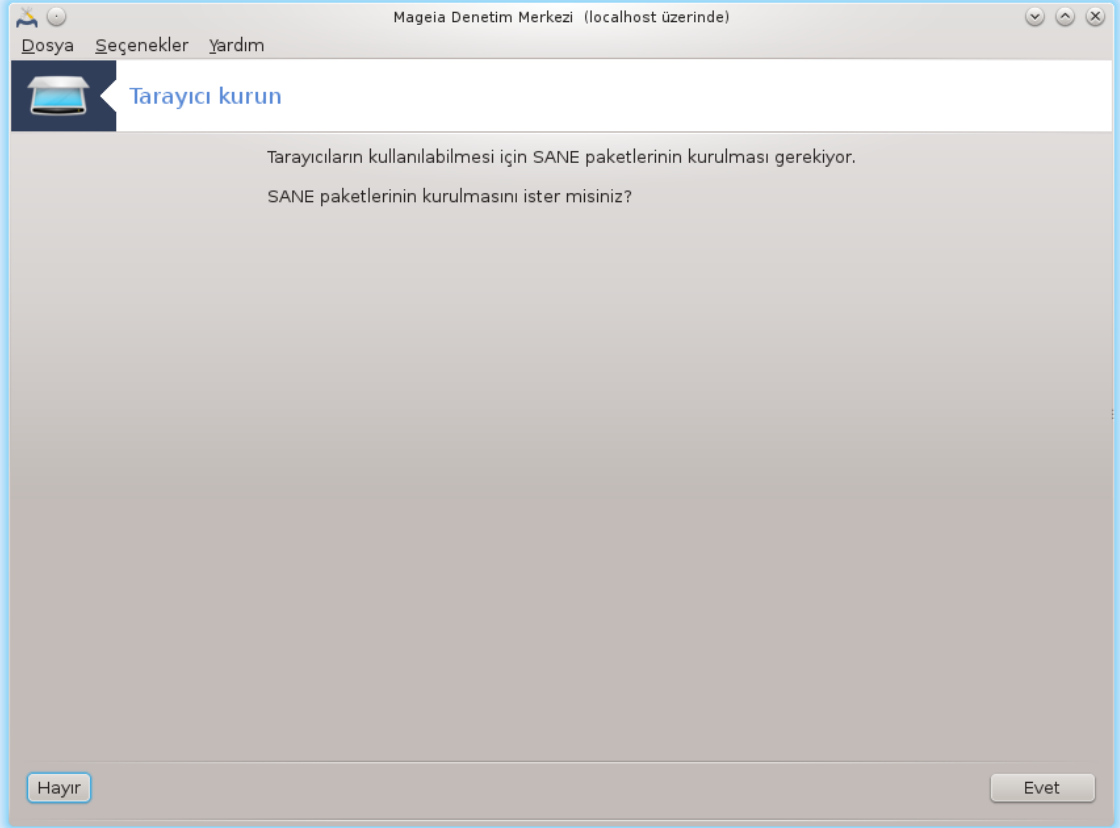 Mageia Denetim Merkezi (localhost üzerinde)
Dosya Seçenekler Yardım
Tarayıcı kurun
Tarayıcıların kullanılabilmesi için SANE paketlerinin kurulması gerekiyor.
SANE paketlerinin kurulmasını ister misiniz?
Hayır Evet